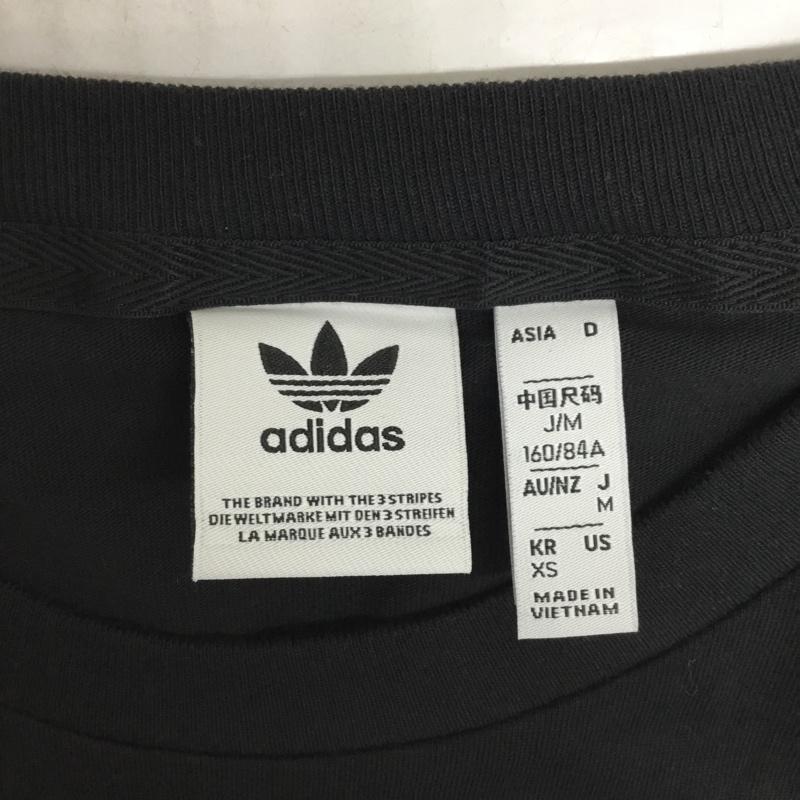 adidas
THE BRAND WITH THE 3 STRIPES
DIE WELTMARKE MIT DEN 3 STREIFEN
LA MARQUE AUX 3 BANDES
ASIA D
中国尺码
J/M
160/84A
AU/NZ J
M
KR US
XS
MADE IN
VIETNAM